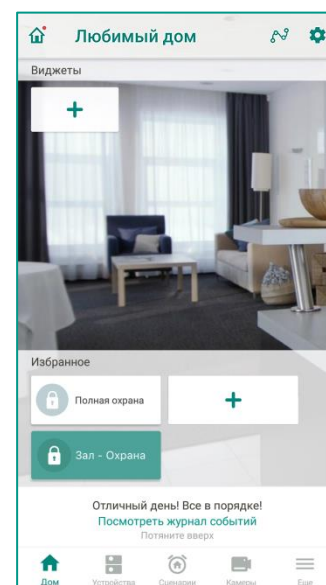 Любимый дом
Виджеты
+
Избранное
Полная охрана
+
Зал - Охрана
Отличный день! Все в порядке!
Посмотреть журнал событий
Потяните вверх
Дом Устройства Сценарии Камеры Еще